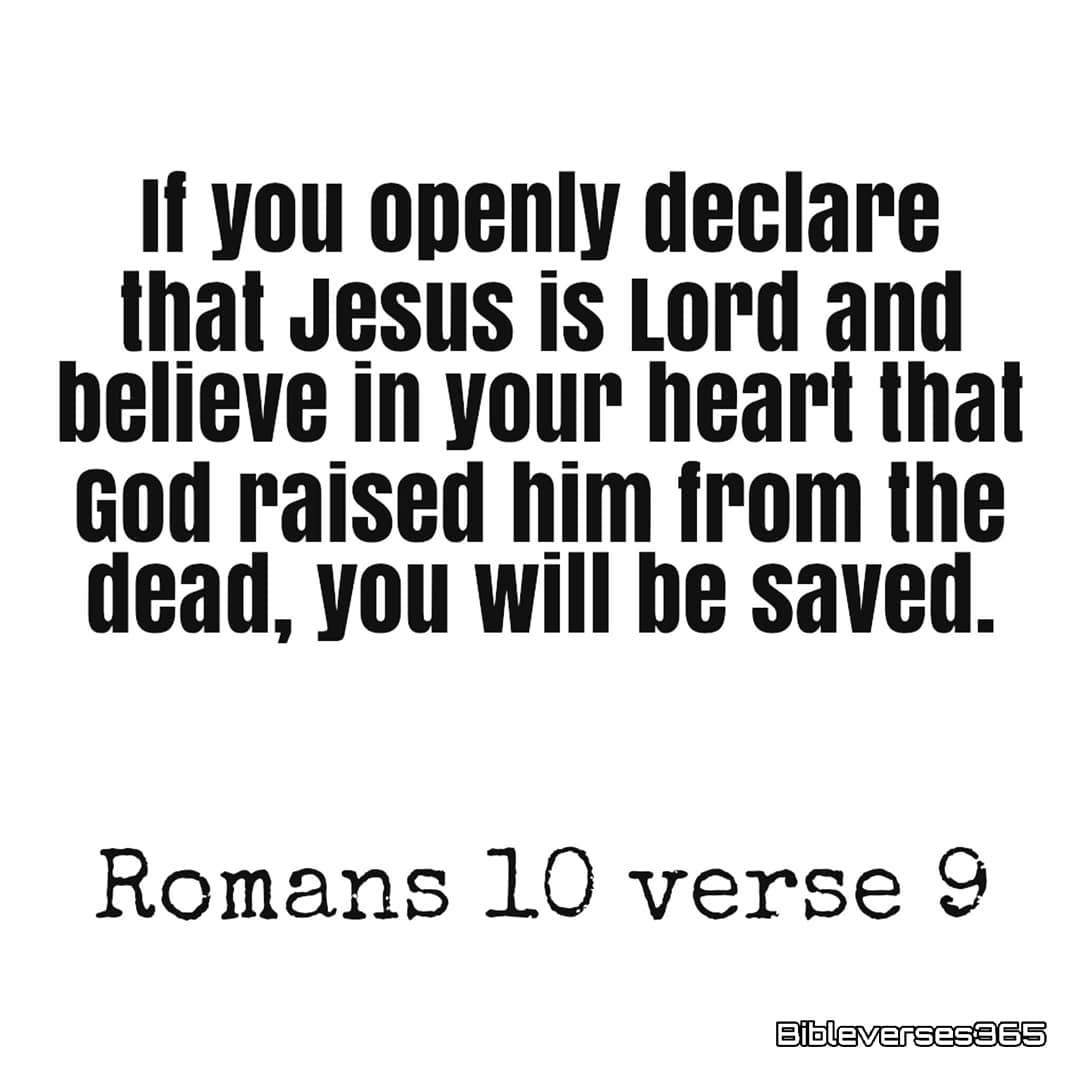 If you openly declare
that Jesus is Lord and
believe in your heart that
God raised him from the
dead, you will be saved.
Romans 10 verse 9
Bibleverses365